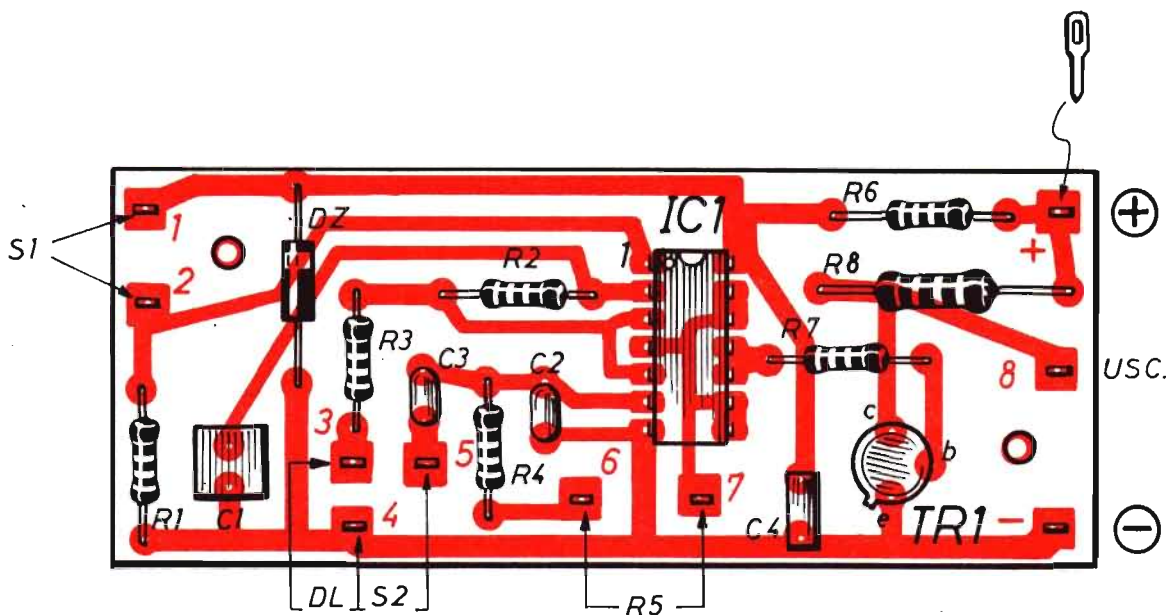 S1
1
2
DZ
R1
C1
R3
R2
C3
C2
3
4
5
R4
6
IC1
1
7
R6
+
R8
R7
8
USC.
c
b
e
C4
TR1
-
+
-
DL
S2
R5